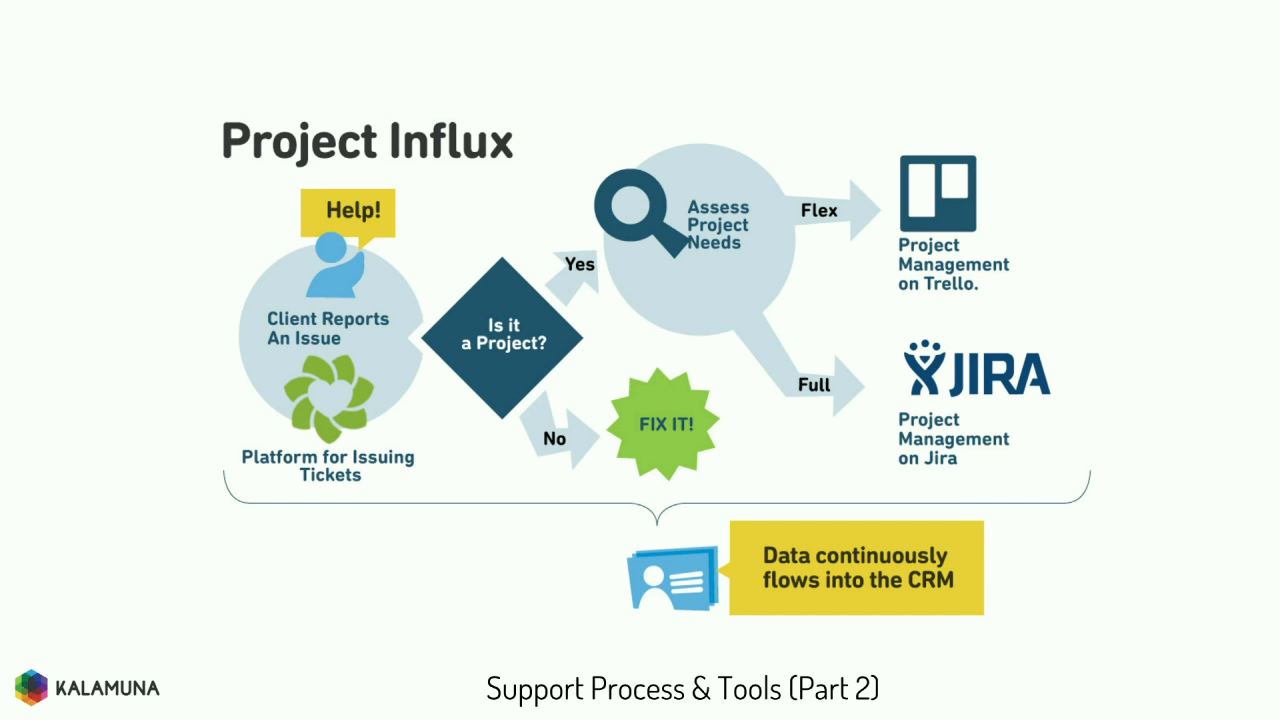 Project Influx
Help!
Client Reports
An Issue
Platform for Issuing
Tickets
Is it
a Project?
Yes
No
Assess
Project
Needs
FIX IT!
Flex
Project
Management
on Trello.
Full
JIRA
Project
Management
on Jira
Data continuously
flows into the CRM
KALAMUNA
Support Process & Tools (Part 2)